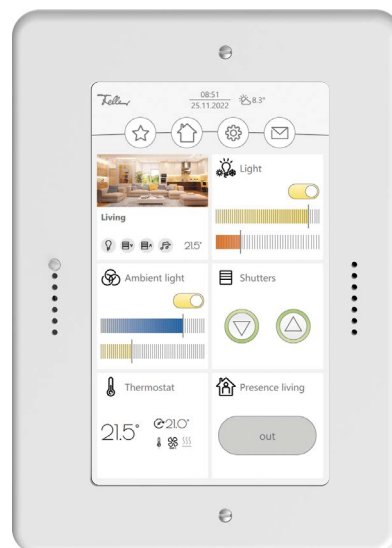 Feller
08:51
25.11.2022
8.3°
Living
21.5°
Light
Ambient light
Shutters
Thermostat
21.5°
21.0°
Presence living
out